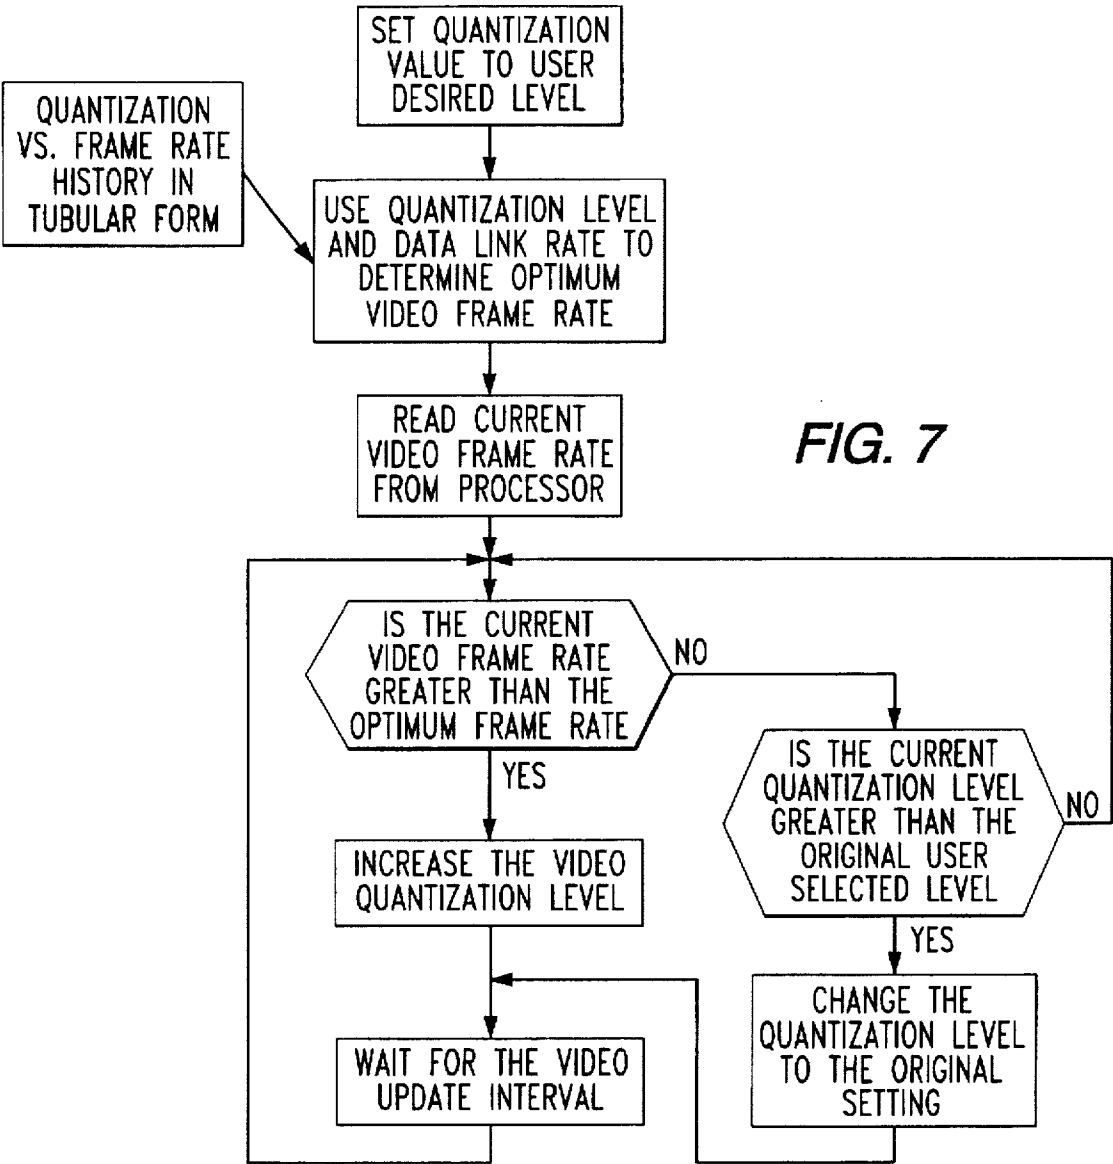 SET QUANTIZATION
VALUE TO USER
DESIRED LEVEL
QUANTIZATION
VS. FRAME RATE
HISTORY IN
TUBULAR FORM
USE QUANTIZATION LEVEL
AND DATA LINK RATE TO
DETERMINE OPTIMUM
VIDEO FRAME RATE
READ CURRENT
VIDEO FRAME RATE
FROM PROCESSOR
FIG. 7
IS THE CURRENT
VIDEO FRAME RATE
GREATER THAN THE
OPTIMUM FRAME RATE
NO
YES
IS THE CURRENT
QUANTIZATION LEVEL
GREATER THAN THE
ORIGINAL USER
SELECTED LEVEL
NO
YES
INCREASE THE VIDEO
QUANTIZATION LEVEL
CHANGE THE
QUANTIZATION LEVEL
TO THE ORIGINAL
SETTING
WAIT FOR THE VIDEO
UPDATE INTERVAL